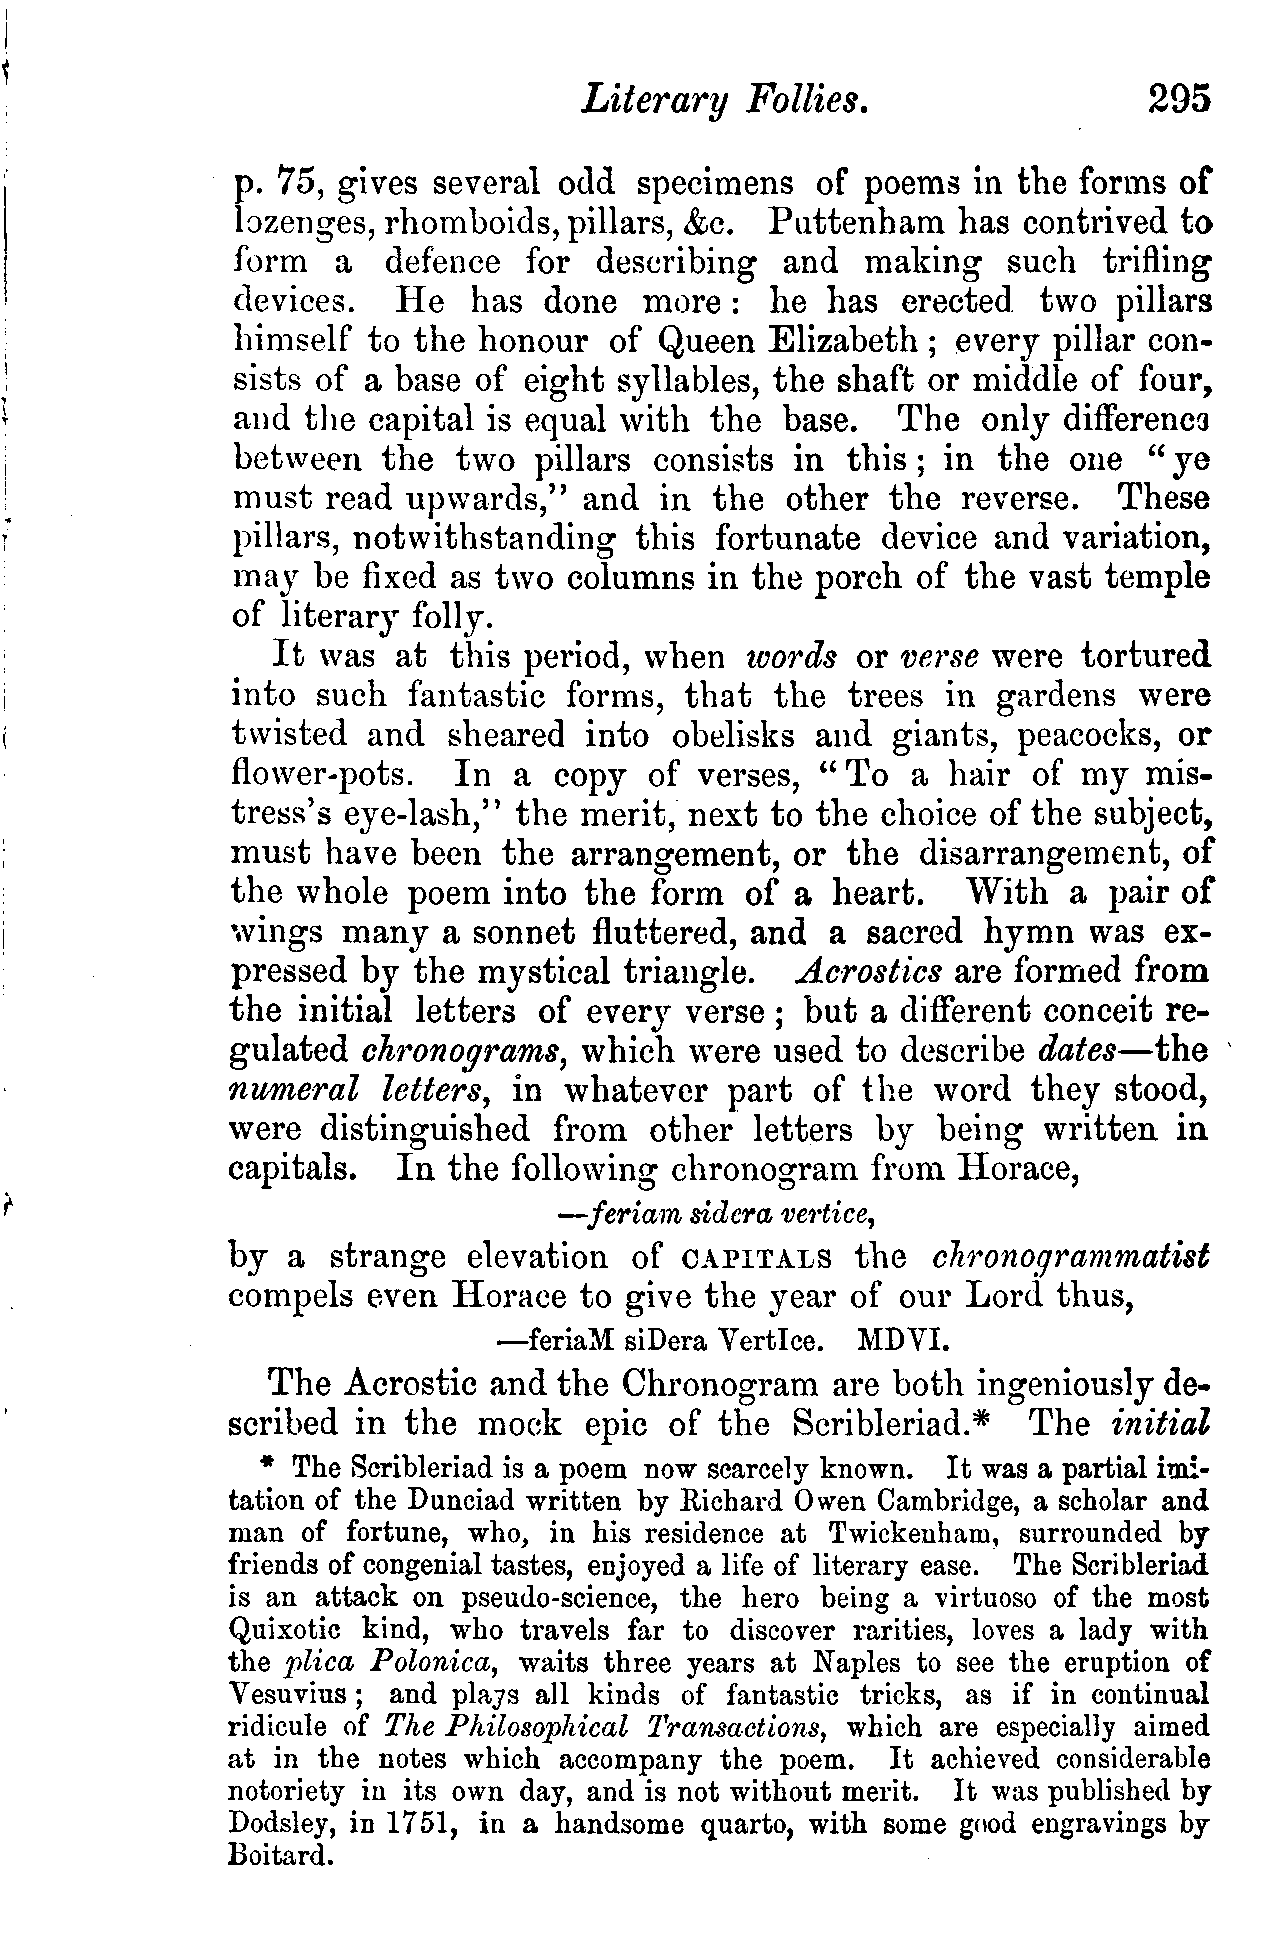 Literary Follies. 295
p. 75, gives several odd specimens of poems in the forms of
lozenges, rhomboids, pillars, &c. Puttenham has contrived to
form a defence for describing and making such trifling
devices. He has done more: he has erected two pillars
himself to the honour of Queen Elizabeth; every pillar con-
sists of a base of eight syllables, the shaft or middle of four,
and the capital is equal with the base. The only difference
between the two pillars consists in this; in the one "ye
must read upwards," and in the other the reverse. These
pillars, notwithstanding this fortunate device and variation,
may be fixed as two columns in the porch of the vast temple
of literary folly.
It was at this period, when words or verse were tortured
into such fantastic forms, that the trees in gardens were
twisted and sheared into obelisks and giants, peacocks, or
flower-pots. In a copy of verses, "To a hair of my mis-
tress's eye-lash," the merit, next to the choice of the subject,
must have been the arrangement, or the disarrangement, of
the whole poem into the form of a heart. With a pair of
wings many a sonnet fluttered, and a sacred hymn was ex-
pressed by the mystical triangle. Acrostics are formed from
the initial letters of every verse; but a different conceit re-
gulated chronograms, which were used to describe dates—the
numeral letters, in whatever part of the word they stood,
were distinguished from other letters by being written in
capitals. In the following chronogram from Horace,
—feriam sidera vertice,
by a strange elevation of CAPITALS the chronogrammatist
compels even Horace to give the year of our Lord thus,
—feriaM siDera VertIce. MDVI.
The Acrostic and the Chronogram are both ingeniously de-
scribed in the mock epic of the Scribleriad.* The initial
* The Scribleriad is a poem now scarcely known. It was a partial imi-
tation of the Dunciad written by Richard Owen Cambridge, a scholar and
man of fortune, who, in his residence at Twickenham, surrounded by
friends of congenial tastes, enjoyed a life of literary ease. The Scribleriad
is an attack on pseudo-science, the hero being a virtuoso of the most
Quixotic kind, who travels far to discover rarities, loves a lady with
the plica Polonica, waits three years at Naples to see the eruption of
Vesuvius; and plays all kinds of fantastic tricks, as if in continual
ridicule of The Philosophical Transactions, which are especially aimed
at in the notes which accompany the poem. It achieved considerable
notoriety in its own day, and is not without merit. It was published by
Dodsley, in 1751, in a handsome quarto, with some good engravings by
Boitard.